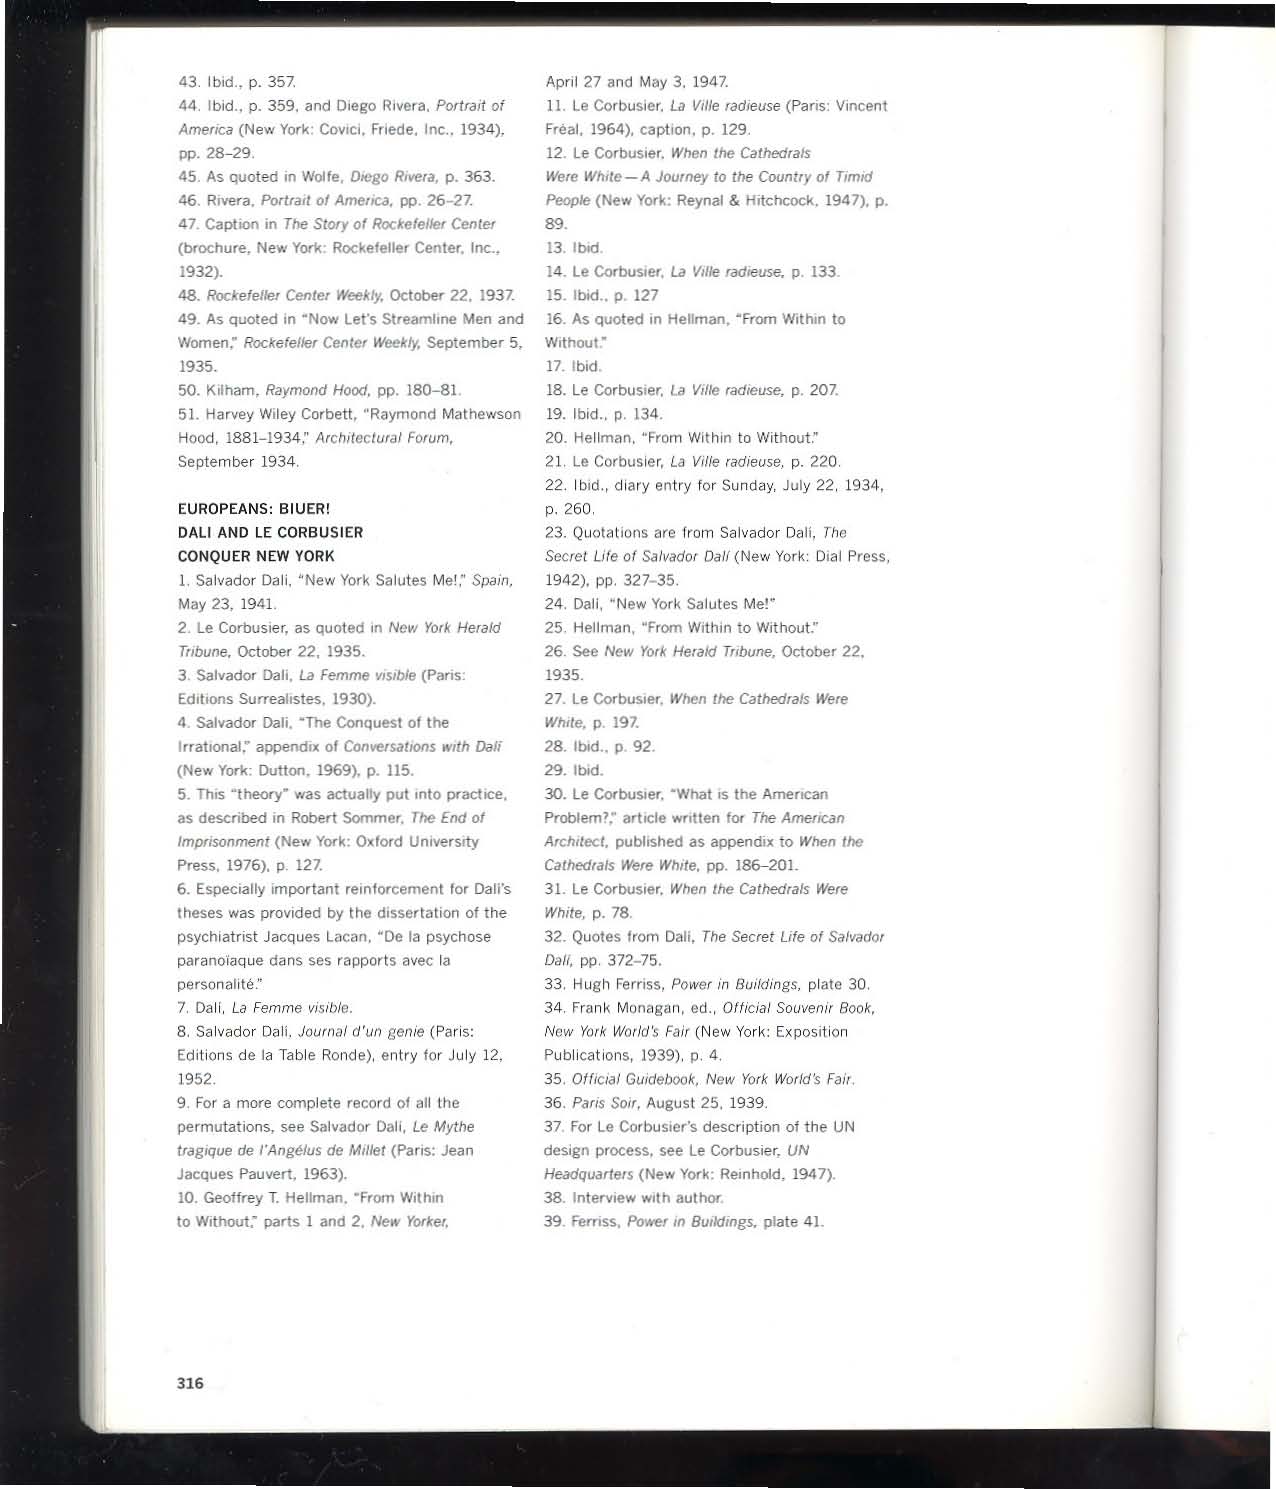 43. Ibid., p. 357.
44. Ibid., p. 359, and Diego Rivera, Portrait of
America (New York: Covici, Friede, Inc., 1934),
pp. 28–29.
45. As quoted in Wolfe, Diego Rivera, p. 363.
46. Rivera, Portrait of America, pp. 26–27.
47. Caption in The Story of Rockefeller Center
(brochure, New York: Rockefeller Center, Inc.,
1932).
48. Rockefeller Center Weekly, October 22, 1937.
49. As quoted in "Now Let's Streamline Men and
Women," Rockefeller Center Weekly, September 5,
1935.
50. Kilham, Raymond Hood, pp. 180–81.
51. Harvey Wiley Corbett, "Raymond Mathewson
Hood, 1881–1934," Architectural Forum,
September 1934.
EUROPEANS: BIUER!
DALI AND LE CORBUSIER
CONQUER NEW YORK
1. Salvador Dali, "New York Salutes Me!," Spain,
May 23, 1941.
2. Le Corbusier, as quoted in New York Herald
Tribune, October 22, 1935.
3. Salvador Dali, La Femme visible (Paris:
Editions Surrealistes, 1930).
4. Salvador Dali, "The Conquest of the
Irrational," appendix of Conversations with Dali
(New York: Dutton, 1969), p. 115.
5. This "theory" was actually put into practice,
as described in Robert Sommer, The End of
Imprisonment (New York: Oxford University
Press, 1976), p. 127.
6. Especially important reinforcement for Dali's
theses was provided by the dissertation of the
psychiatrist Jacques Lacan, "De la psychose
paranoïaque dans ses rapports avec la
personalité."
7. Dalí, La Femme visible.
8. Salvador Dali, Journal d'un genie (Paris:
Editions de la Table Ronde), entry for July 12,
1952.
9. For a more complete record of all the
permutations, see Salvador Dali, Le Mythe
tragique de l'Angélus de Millet (Paris: Jean
Jacques Pauvert, 1963).
10. Geoffrey T. Hellman, "From Within
to Without," parts 1 and 2, New Yorker,
April 27 and May 3, 1947.
11. Le Corbusier, La Ville radieuse (Paris: Vincent
Fréal, 1964), caption, p. 129.
12. Le Corbusier, When the Cathedrals
Were White—A Journey to the Country of Timid
People (New York: Reynal & Hitchcock, 1947), p.
89.
13. Ibid.
14. Le Corbusier, La Ville radieuse, p. 133.
15. Ibid., p. 127
16. As quoted in Hellman, "From Within to
Without."
17. Ibid.
18. Le Corbusier, La Ville radieuse, p. 207.
19. Ibid., p. 134.
20. Hellman, "From Within to Without."
21. Le Corbusier, La Ville radieuse, p. 220.
22. Ibid., diary entry for Sunday, July 22, 1934,
p. 260.
23. Quotations are from Salvador Dalí, The
Secret Life of Salvador Dalí (New York: Dial Press,
1942), pp. 327–35.
24. Dali, "New York Salutes Me!"
25. Hellman, "From Within to Without."
26. See New York Herald Tribune, October 22,
1935.
27. Le Corbusier, When the Cathedrals Were
White, p. 197.
28. Ibid., p. 92.
29. Ibid.
30. Le Corbusier, "What is the American
Problem?," article written for The American
Architect, published as appendix to When the
Cathedrals Were White, pp. 186–201.
31. Le Corbusier, When the Cathedrals Were
White, p. 78.
32. Quotes from Dali, The Secret Life of Salvador
Dalí, pp. 372–75.
33. Hugh Ferriss, Power in Buildings, plate 30.
34. Frank Monagan, ed., Official Souvenir Book,
New York World's Fair (New York: Exposition
Publications, 1939), p. 4.
35. Official Guidebook, New York World's Fair.
36. Paris Soir, August 25, 1939.
37. For Le Corbusier's description of the UN
design process, see Le Corbusier, UN
Headquarters (New York: Reinhold, 1947).
38. Interview with author.
39. Ferriss, Power in Buildings, plate 41.
316